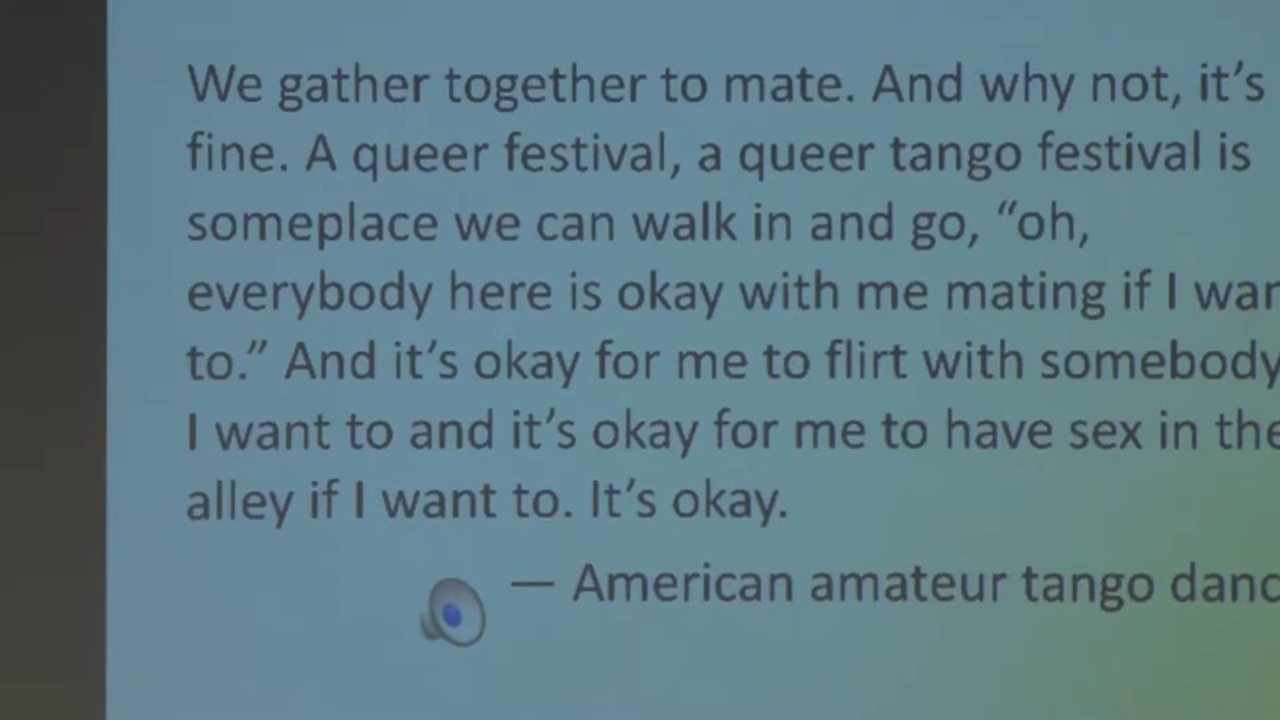 We gather together to mate. And why not, it’s
fine. A queer festival, a queer tango festival is
someplace we can walk in and go, “oh,
everybody here is okay with me mating if I
to.” And it’s okay for me to flirt with somebody
I want to and it’s okay for me to have sex in the
alley if I want to. It’s okay.
— American amateur tango